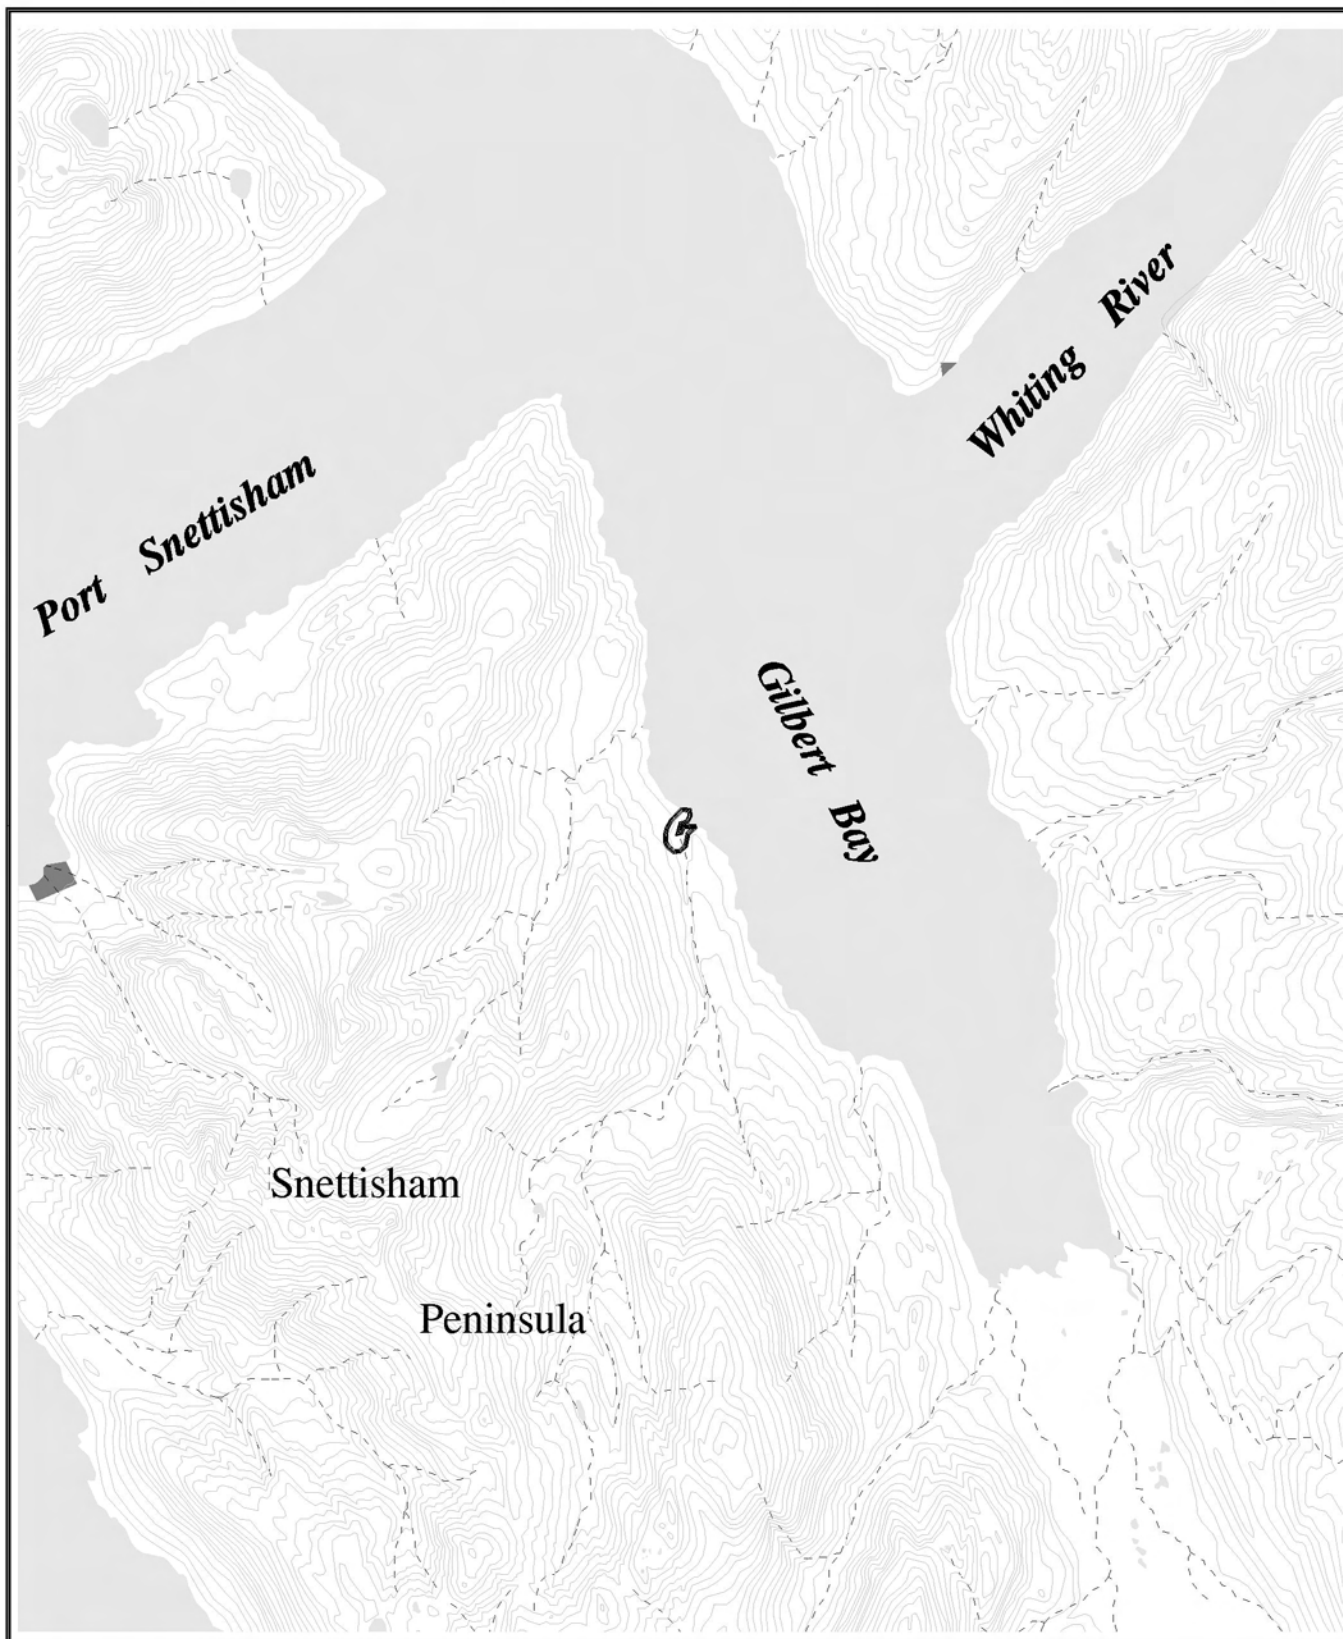 Whiting River
Port Snettisham
Gilbert Bay
Snettisham
Peninsula